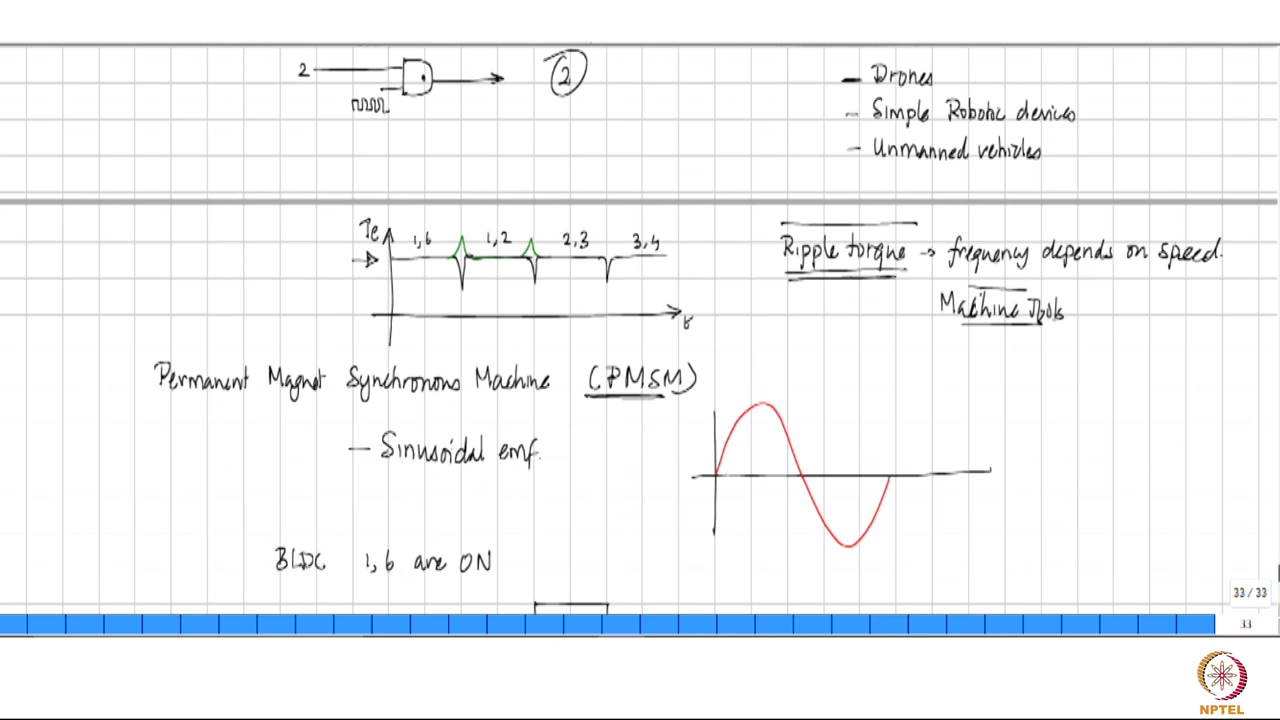 2
2
- Drones
- Simple Robotic devices
- Unmanned vehicles
Te
1,6 1,2 2,3 3,4
t
Ripple torque → frequency depends on speed.
Machine Tools
Permanent Magnet Synchronous Machine (PMSM)
- Sinusoidal emf.
BLDC 1,6 are ON
33 / 33
33
NPTEL